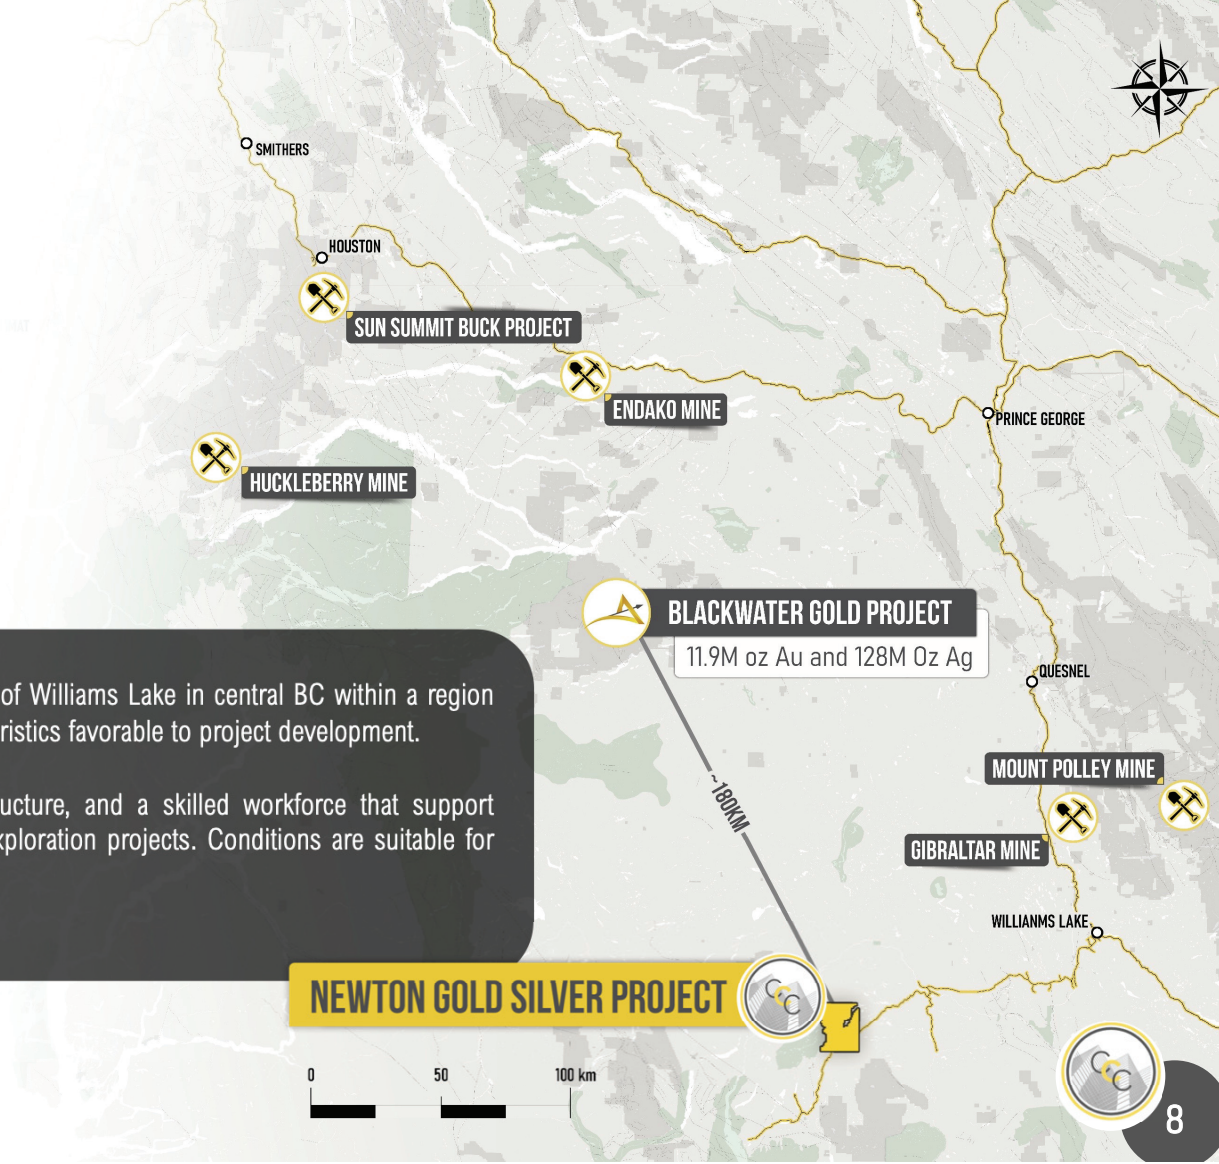 SMITHERS
HOUSTON
SUN SUMMIT BUCK PROJECT
ENDAKO MINE
PRINCE GEORGE
HUCKLEBERRY MINE
BLACKWATER GOLD PROJECT
11.9M oz Au and 128M Oz Ag
of Williams Lake in central BC within a region
ristics favorable to project development.
ucture, and a skilled workforce that support
xploration projects. Conditions are suitable for
QUESNEL
~180KM
MOUNT POLLEY MINE
GIBRALTAR MINE
WILLIANMS LAKE
NEWTON GOLD SILVER PROJECT
CCC
0 50 100 km
CCC
8